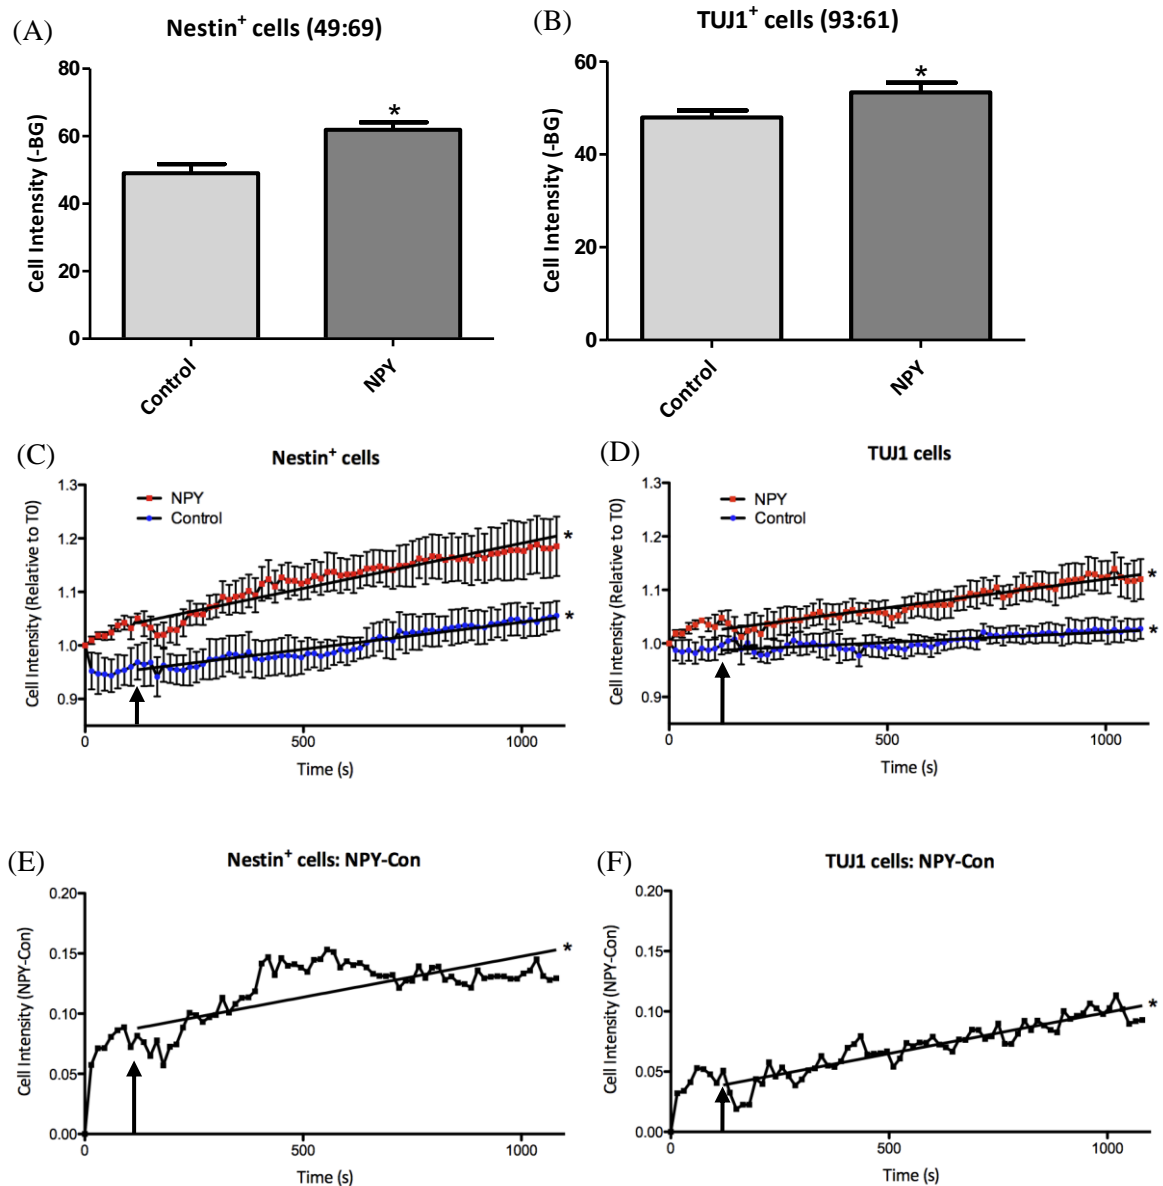 (A)
Nestin⁺ cells (49:69)
Cell Intensity (-BG)
80
60
40
20
0
*
Control
NPY
(B)
TUJ1⁺ cells (93:61)
Cell Intensity (-BG)
60
40
20
0
*
Control
NPY
(C)
Nestin⁺ cells
Cell Intensity (Relative to T0)
1.3
1.2
1.1
1.0
0.9
NPY
Control
*
*
0
500
1000
Time (s)
(D)
TUJ1 cells
Cell Intensity (Relative to T0)
1.3
1.2
1.1
1.0
0.9
NPY
Control
*
*
0
500
1000
Time (s)
(E)
Nestin⁺ cells: NPY-Con
Cell Intensity (NPY-Con)
0.20
0.15
0.10
0.05
0.00
*
0
500
1000
Time (s)
(F)
TUJ1 cells: NPY-Con
Cell Intensity (NPY-Con)
0.20
0.15
0.10
0.05
0.00
*
0
500
1000
Time (s)